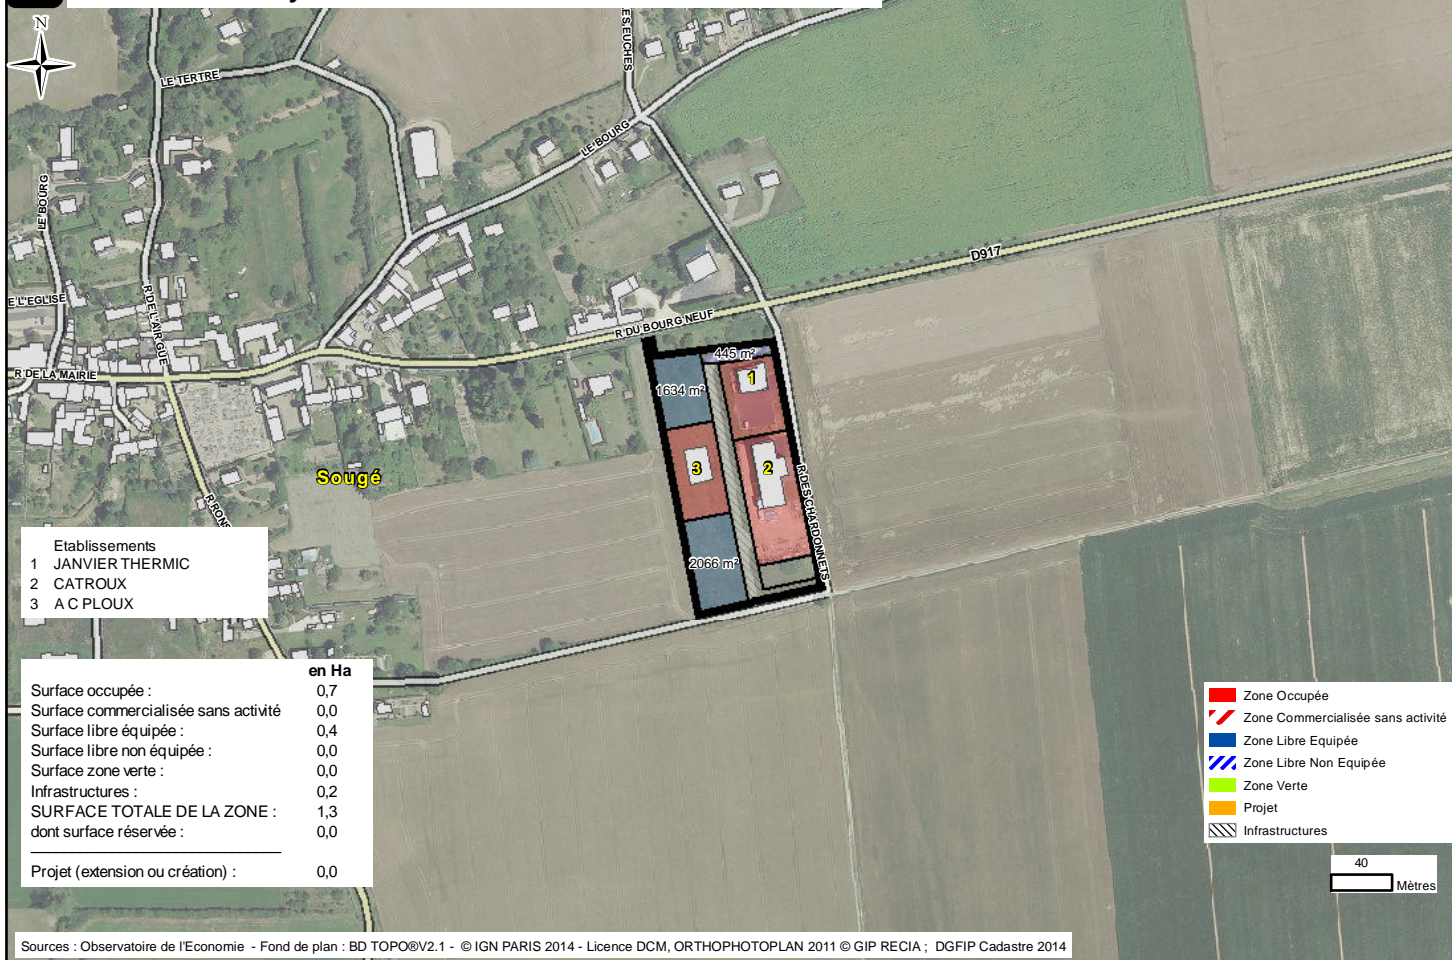 N
LES EUCHES
LE TERTRE
LE BOURG
LE BOURG
D917
E L'EGLISE
R DE L'AIRGUE
R DU BOURG NEUF
R DE LA MAIRIE
445 m²
1634 m²
1
3
2
Sougé
R DES CHARDONNETS
2066 m²
Etablissements
1 JANVIER THERMIC
2 CATROUX
3 A C PLOUX
en Ha
Surface occupée : 0,7
Surface commercialisée sans activité 0,0
Surface libre équipée : 0,4
Surface libre non équipée : 0,0
Surface zone verte : 0,0
Infrastructures : 0,2
SURFACE TOTALE DE LA ZONE : 1,3
dont surface réservée : 0,0
Projet (extension ou création) : 0,0
Zone Occupée
Zone Commercialisée sans activité
Zone Libre Equipée
Zone Libre Non Equipée
Zone Verte
Projet
Infrastructures
40
Mètres
Sources : Observatoire de l'Economie - Fond de plan : BD TOPO®V2.1 - © IGN PARIS 2014 - Licence DCM, ORTHOPHOTOPLAN 2011 © GIP RECIA ; DGFIP Cadastre 2014